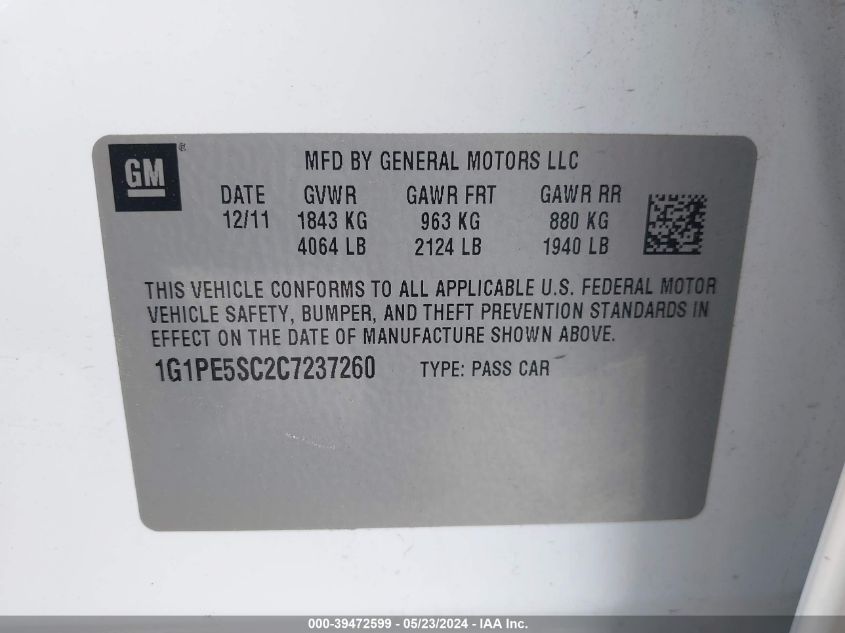 GM®
MFD BY GENERAL MOTORS LLC
DATE GVWR GAWR FRT GAWR RR
12/11 1843 KG 963 KG 880 KG
4064 LB 2124 LB 1940 LB
THIS VEHICLE CONFORMS TO ALL APPLICABLE U.S. FEDERAL MOTOR
VEHICLE SAFETY, BUMPER, AND THEFT PREVENTION STANDARDS IN
EFFECT ON THE DATE OF MANUFACTURE SHOWN ABOVE.
1G1PE5SC2C7237260 TYPE: PASS CAR
000-39472599 - 05/23/2024 - IAA Inc.